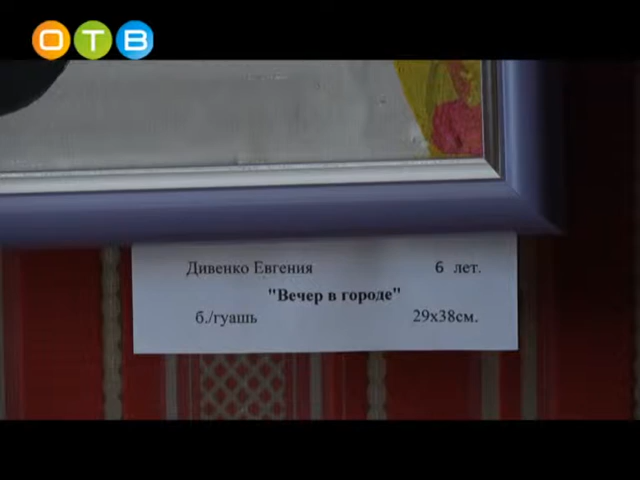 ОТВ
Дивенко Евгения 6 лет.
"Вечер в городе"
б./гуашь 29х38см.